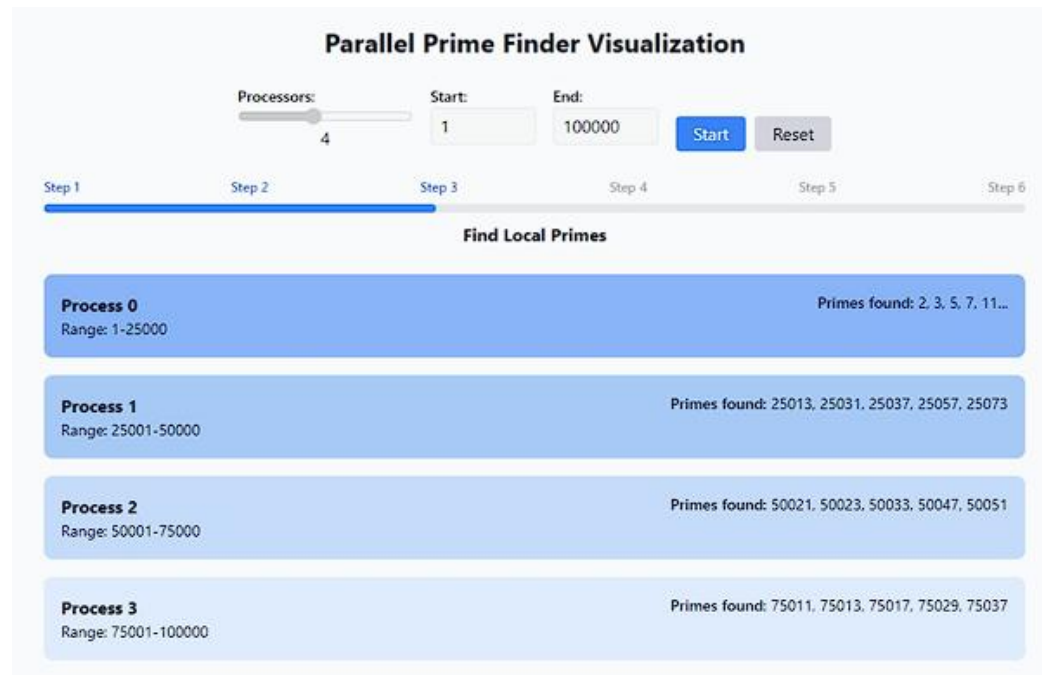 Parallel Prime Finder Visualization
Processors: Start: End:
4 1 100000 Start Reset
Step 1 Step 2 Step 3 Step 4 Step 5 Step 6
Find Local Primes
Process 0 Primes found: 2, 3, 5, 7, 11...
Range: 1-25000
Process 1 Primes found: 25013, 25031, 25037, 25057, 25073
Range: 25001-50000
Process 2 Primes found: 50021, 50023, 50033, 50047, 50051
Range: 50001-75000
Process 3 Primes found: 75011, 75013, 75017, 75029, 75037
Range: 75001-100000